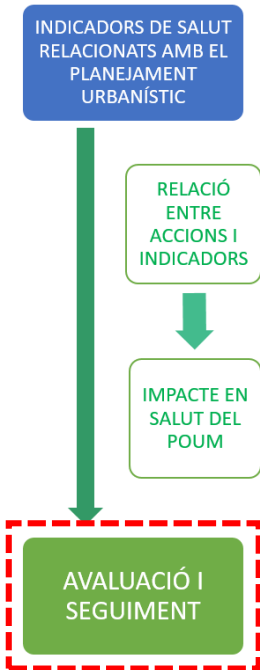 INDICADORS DE SALUT
RELACIONATS AMB EL
PLANEJAMENT
URBANÍSTIC
RELACIÓ
ENTRE
ACCIONS I
INDICADORS
IMPACTE EN
SALUT DEL
POUM
AVALUACIÓ I
SEGUIMENT